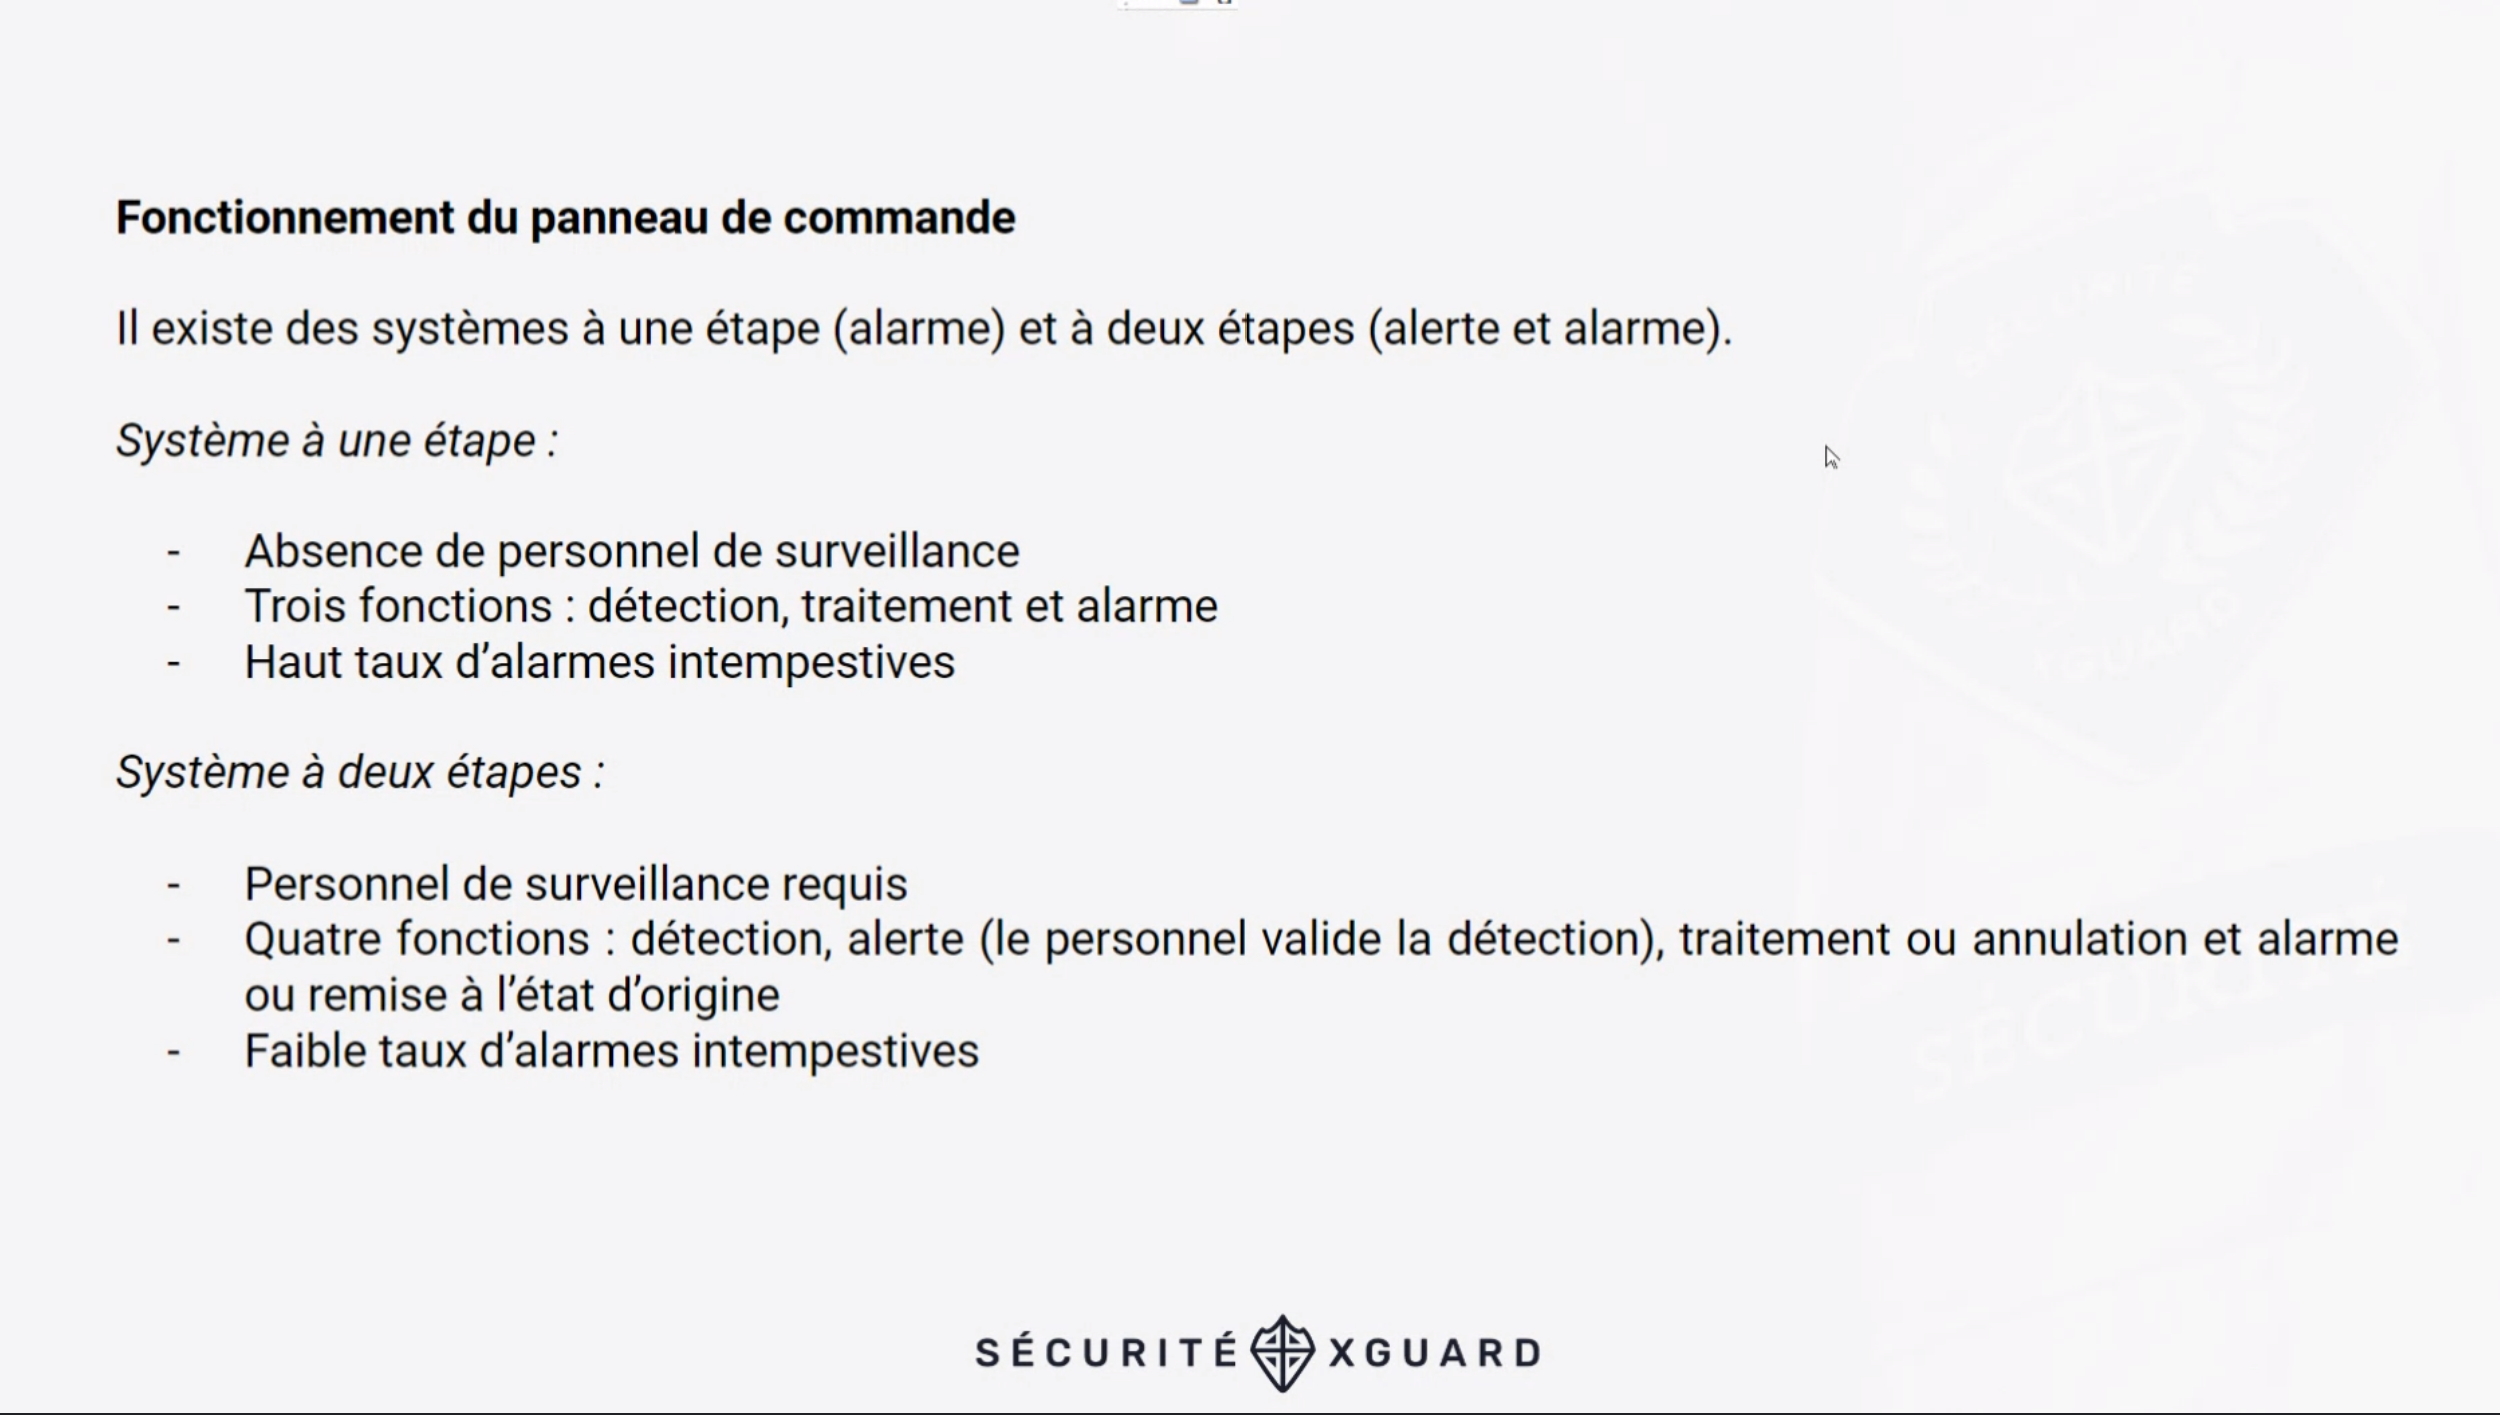 Fonctionnement du panneau de commande
Il existe des systèmes à une étape (alarme) et à deux étapes (alerte et alarme).
Système à une étape :
- Absence de personnel de surveillance
- Trois fonctions : détection, traitement et alarme
- Haut taux d’alarmes intempestives
Système à deux étapes :
- Personnel de surveillance requis
- Quatre fonctions : détection, alerte (le personnel valide la détection), traitement ou annulation et alarme
ou remise à l’état d’origine
- Faible taux d’alarmes intempestives
SÉCURITÉ
XGUARD
SÉCURITÉ
SÉCURITÉ XGUARD